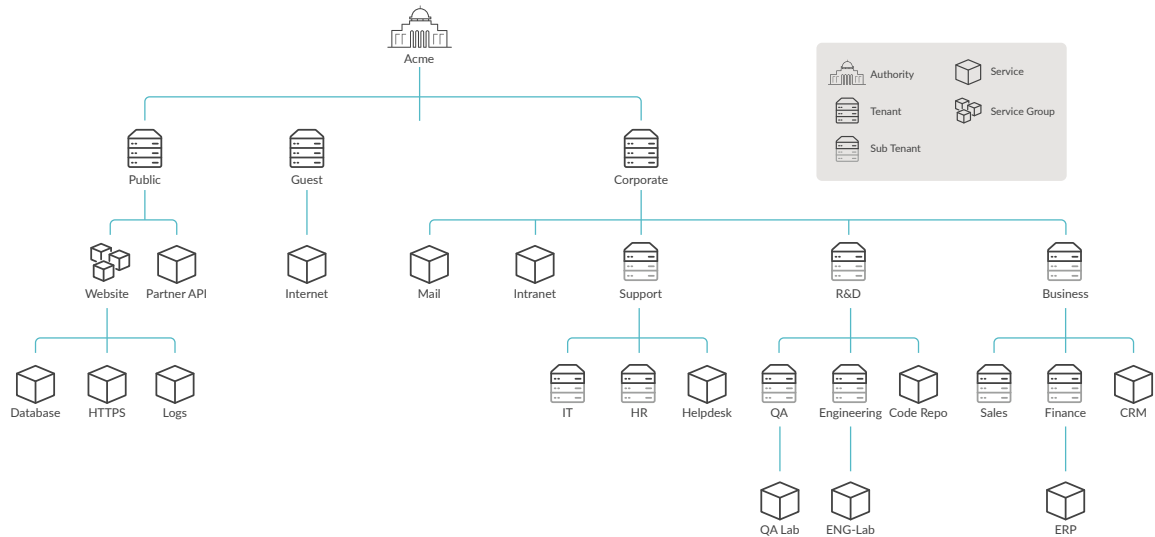 Acme
Authority
Service
Tenant
Service Group
Sub Tenant
Public
Guest
Corporate
Website
Partner API
Internet
Mail
Intranet
Support
R&D
Business
Database
HTTPS
Logs
IT
HR
Helpdesk
QA
Engineering
Code Repo
Sales
Finance
CRM
QA Lab
ENG-Lab
ERP